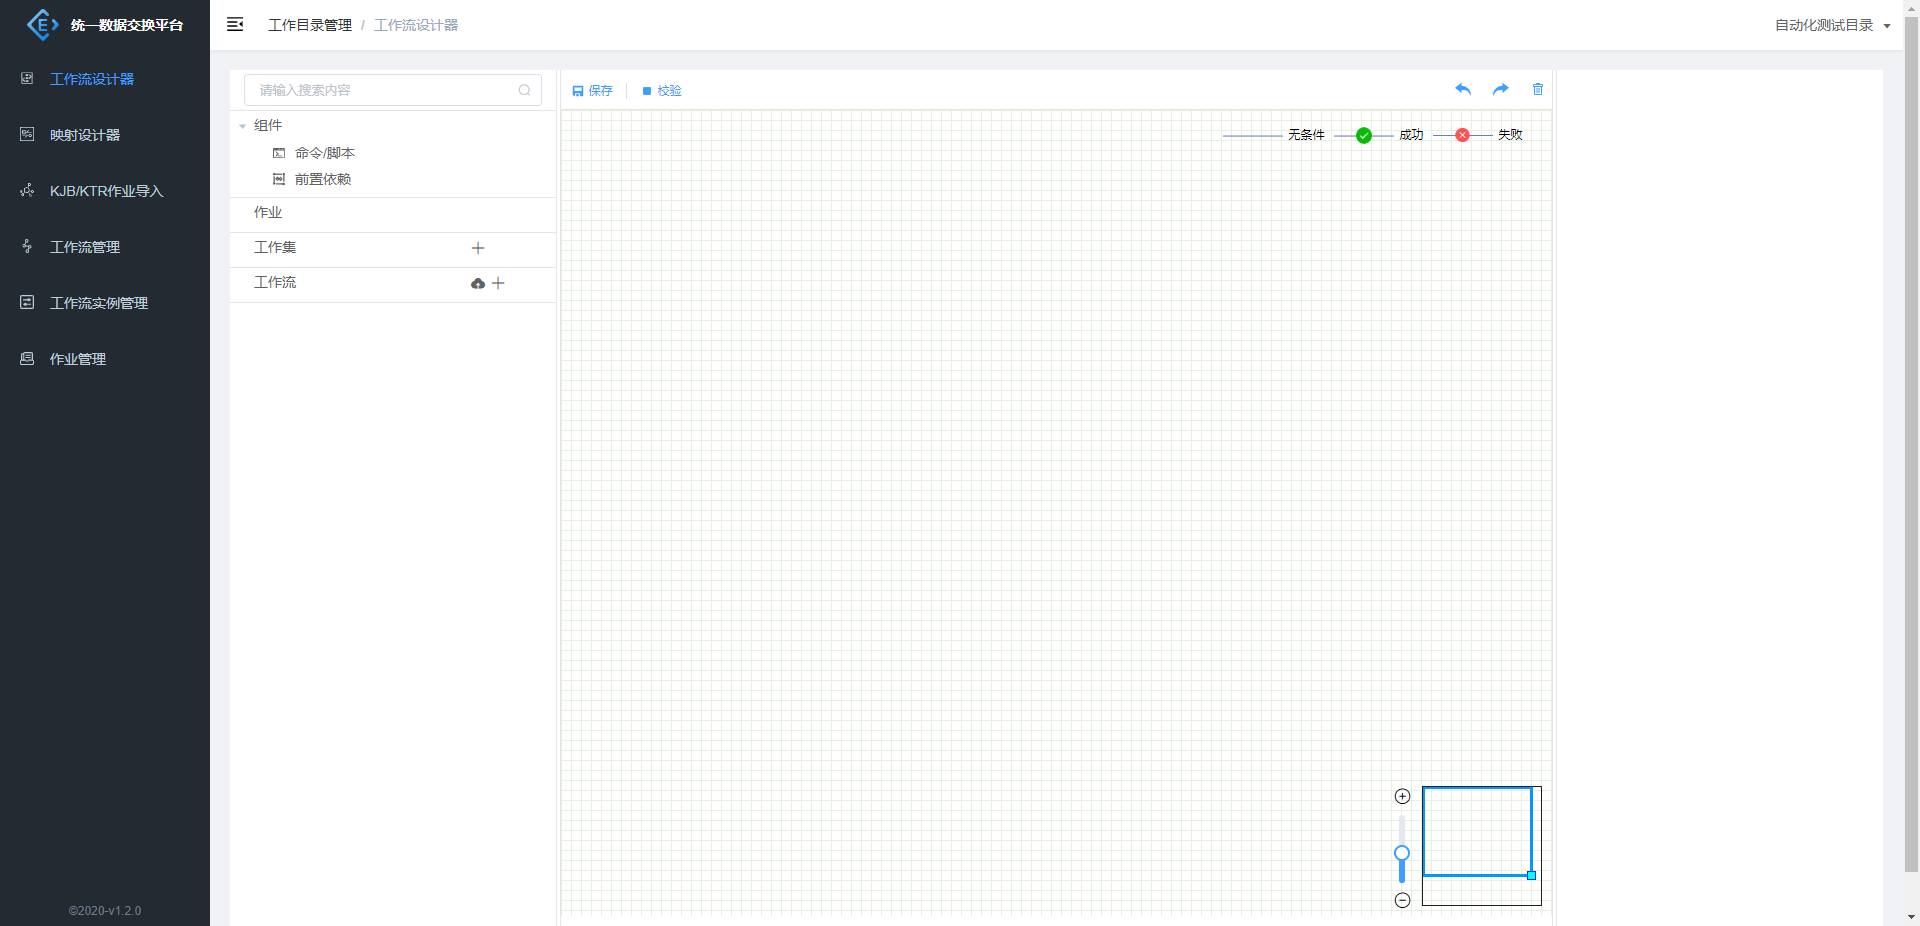 统一数据交换平台
工作目录管理 / 工作流设计器
自动化测试目录
工作流设计器
映射设计器
KJB/KTR作业导入
工作流管理
工作流实例管理
作业管理
©2020-v1.2.0
请输入搜索内容
组件
命令/脚本
前置依赖
作业
工作集
工作流
保存
校验
无条件
成功
失败